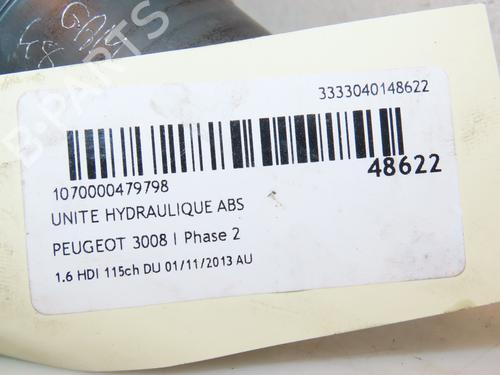 3333040148622
1070000479798
48622
UNITE HYDRAULIQUE ABS
PEUGEOT 3008 I Phase 2
1.6 HDI 115ch DU 01/11/2013 AU
B-PARTS